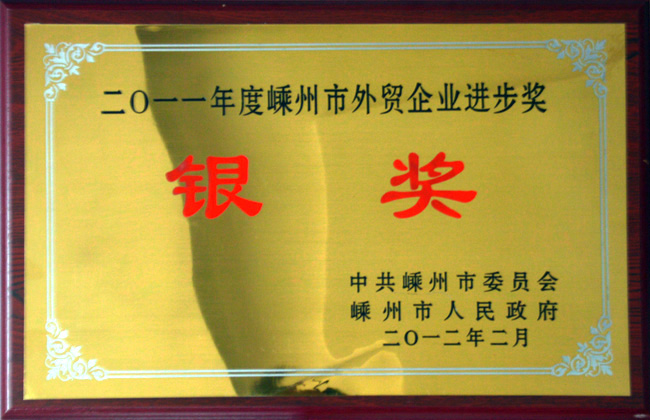 二〇一一年度嵊州市外贸企业进步奖
银 奖
中共嵊州市委员会
嵊州市人民政府
二〇一二年二月